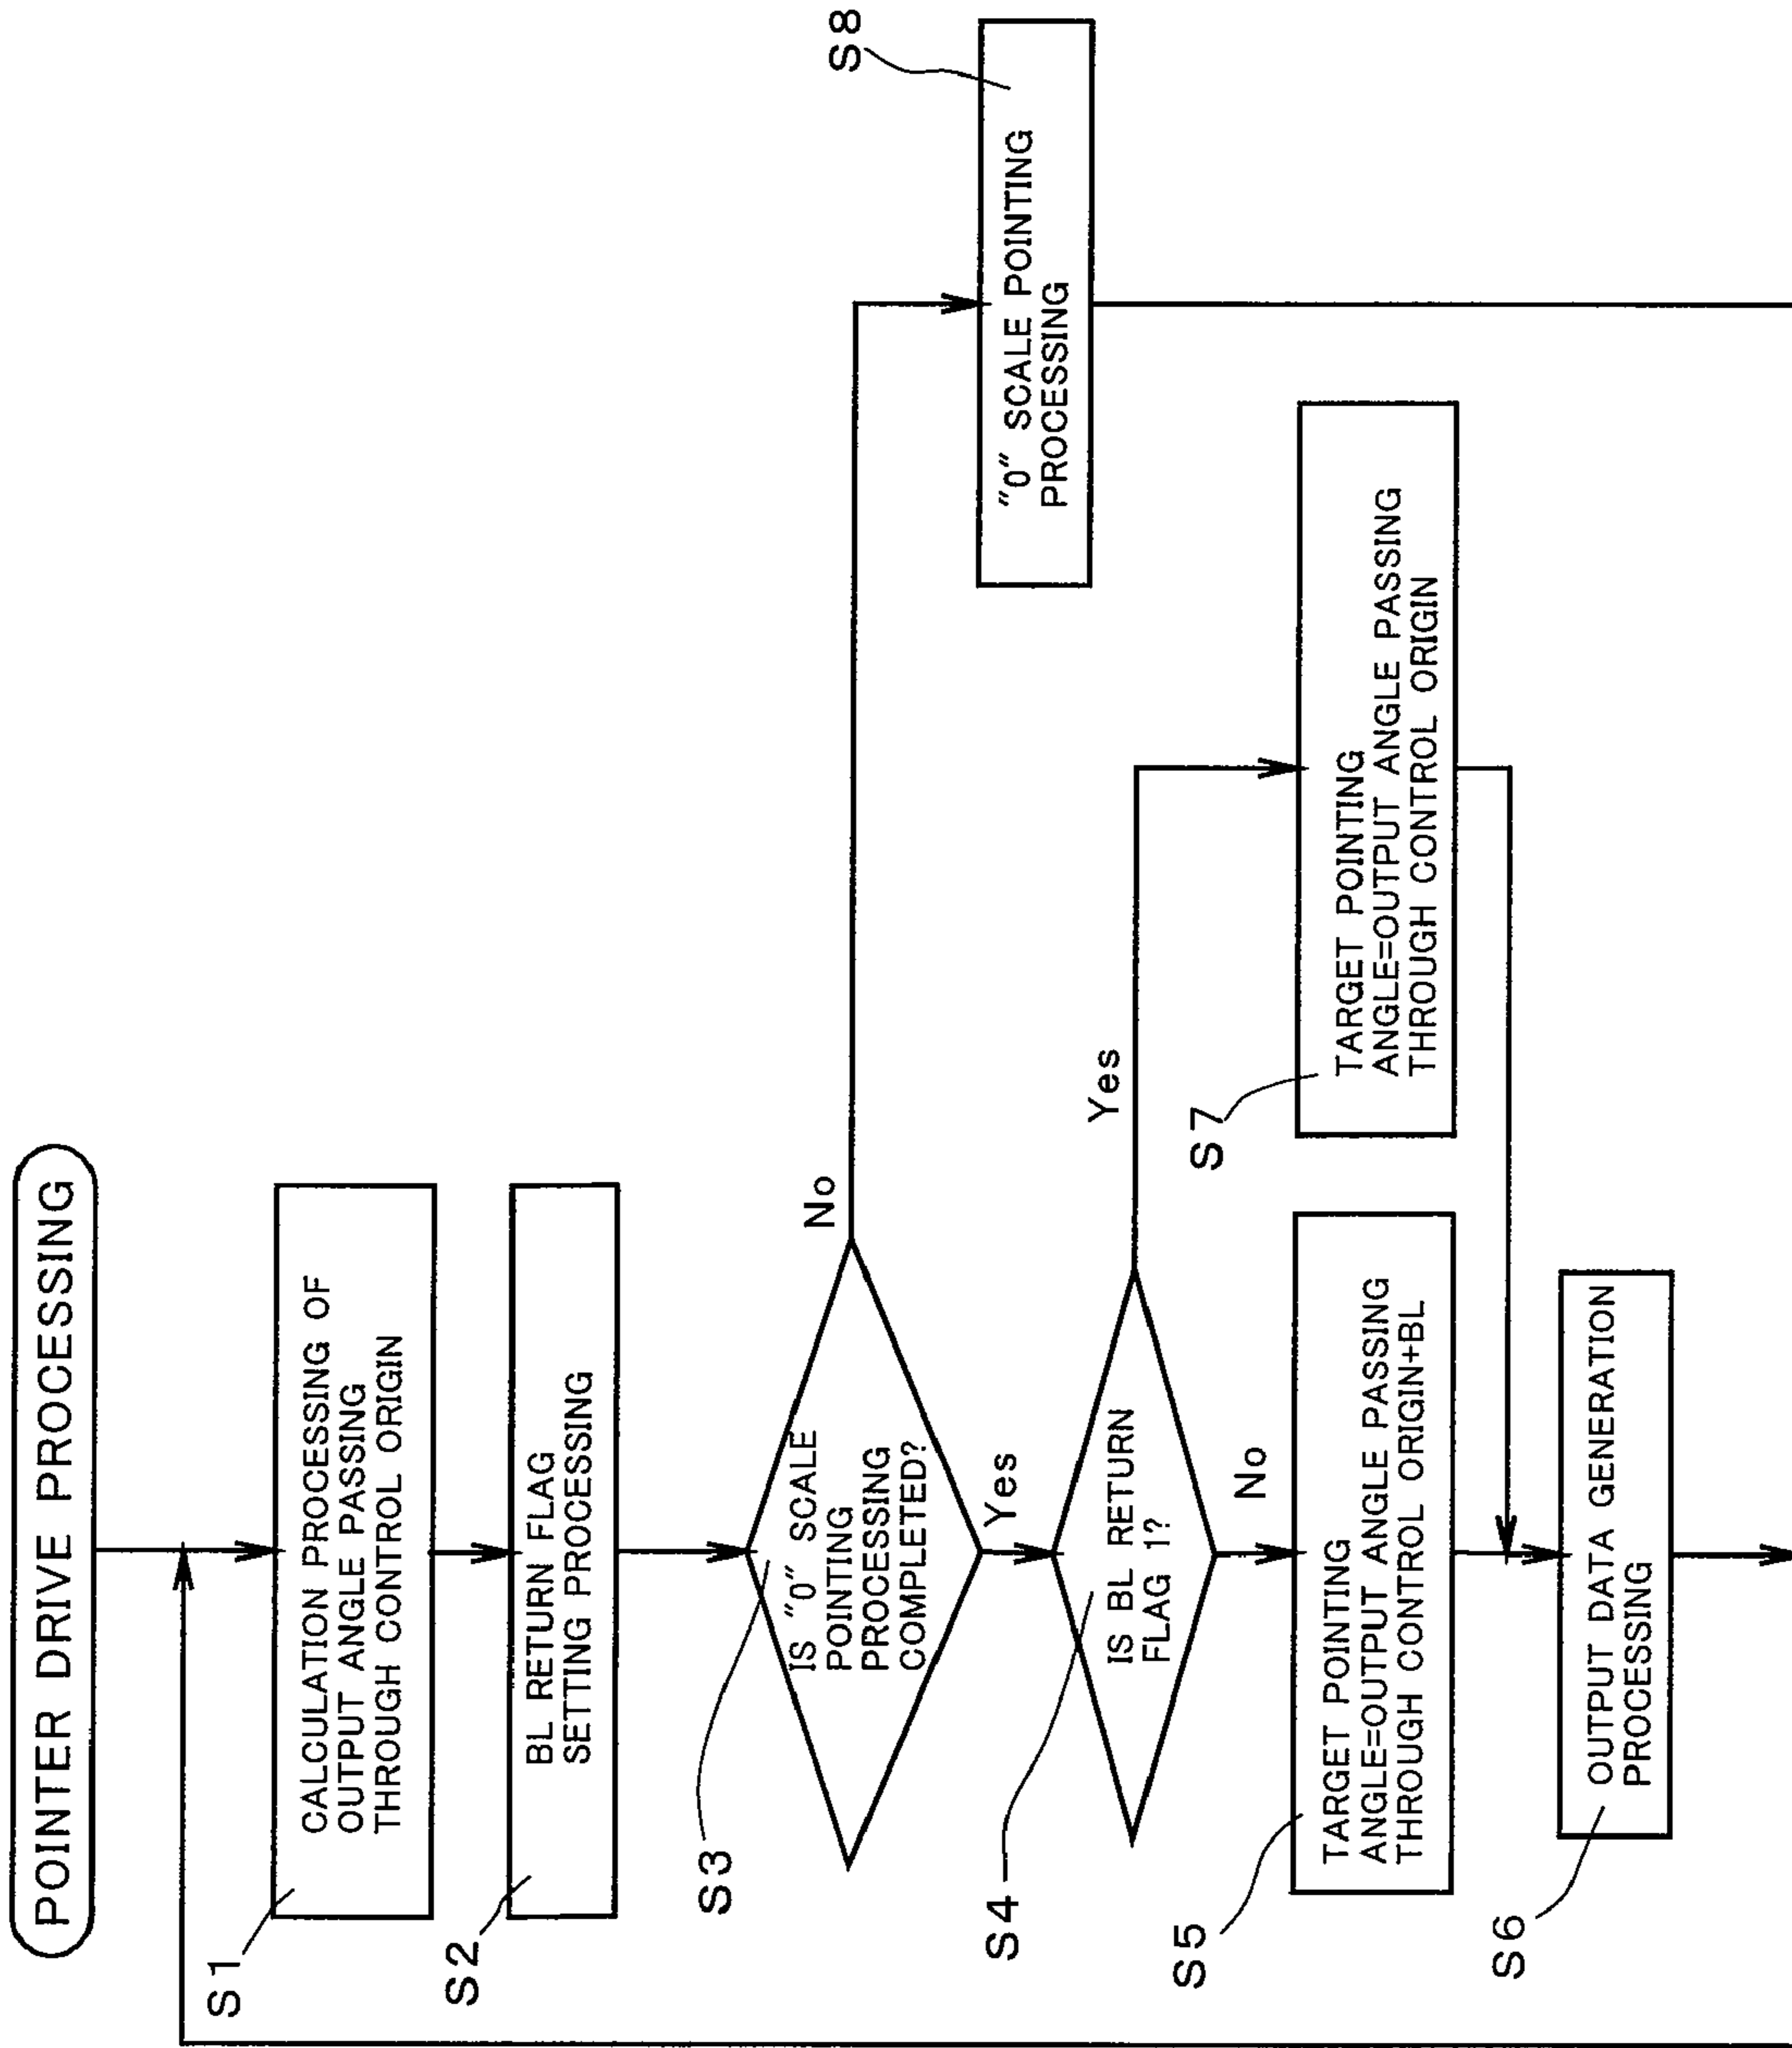 POINTER DRIVE PROCESSING
S1
CALCULATION PROCESSING OF
OUTPUT ANGLE PASSING
THROUGH CONTROL ORIGIN
S2
BL RETURN FLAG
SETTING PROCESSING
S3
IS "0" SCALE
POINTING
PROCESSING
COMPLETED?
No
Yes
S8
"0" SCALE POINTING
PROCESSING
S4
IS BL RETURN
FLAG 1?
Yes
No
S5
TARGET POINTING
ANGLE=OUTPUT ANGLE PASSING
THROUGH CONTROL ORIGIN+BL
S7
TARGET POINTING
ANGLE=OUTPUT ANGLE PASSING
THROUGH CONTROL ORIGIN
S6
OUTPUT DATA GENERATION
PROCESSING